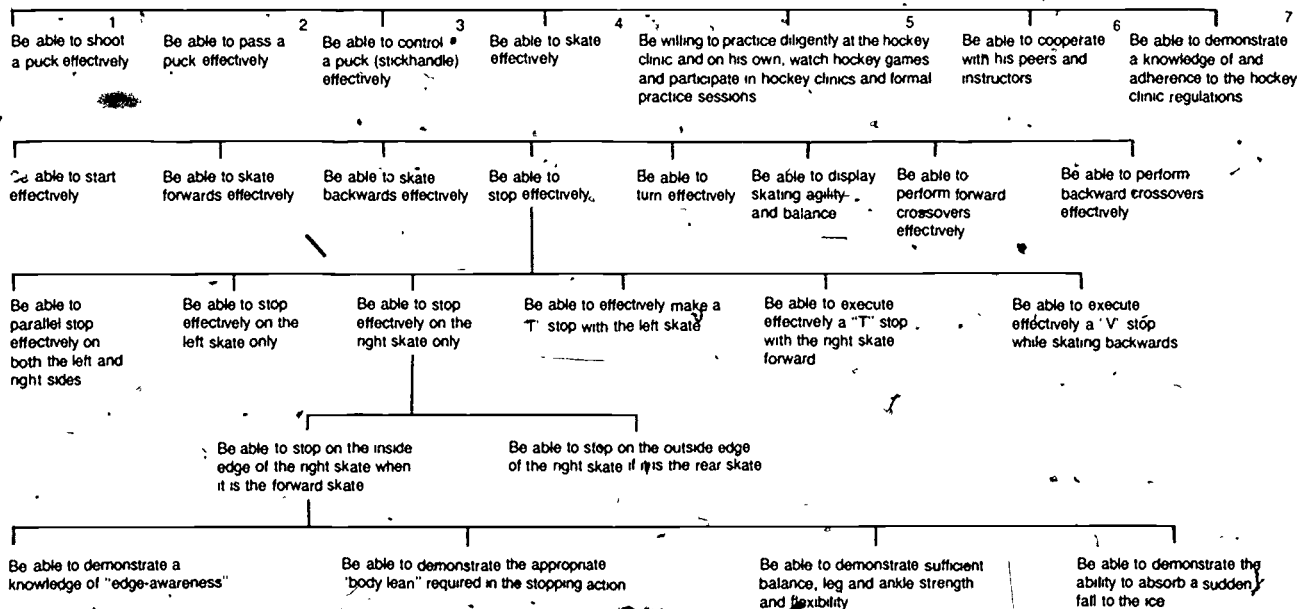 1 2 3 4 5 6 7
Be able to shoot
a puck effectively
Be able to pass a
puck effectively
Be able to control
a puck (stickhandle)
effectively
Be able to skate
effectively
Be willing to practice diligently at the hockey
clinic and on his own, watch hockey games
and participate in hockey clinics and formal
practice sessions
Be able to cooperate
with his peers and
instructors
Be able to demonstrate
a knowledge of and
adherence to the hockey
clinic regulations
Be able to start
effectively
Be able to skate
forwards effectively
Be able to skate
backwards effectively
Be able to
stop effectively
Be able to
turn effectively
Be able to display
skating agility
and balance
Be able to
perform forward
crossovers
effectively
Be able to perform
backward crossovers
effectively
Be able to
parallel stop
effectively on
both the left and
right sides
Be able to stop
effectively on the
left skate only
Be able to stop
effectively on the
right skate only
Be able to effectively make a
'T' stop with the left skate
Be able to execute
effectively a "T" stop
with the right skate
forward
Be able to execute
effectively a 'V' stop
while skating backwards
Be able to stop on the inside
edge of the right skate when
it is the forward skate
Be able to stop on the outside edge
of the right skate if it is the rear skate
Be able to demonstrate a
knowledge of "edge-awareness"
Be able to demonstrate the appropriate
'body lean" required in the stopping action
Be able to demonstrate sufficient
balance, leg and ankle strength
and flexibility
Be able to demonstrate the
ability to absorb a sudden
fall to the ice